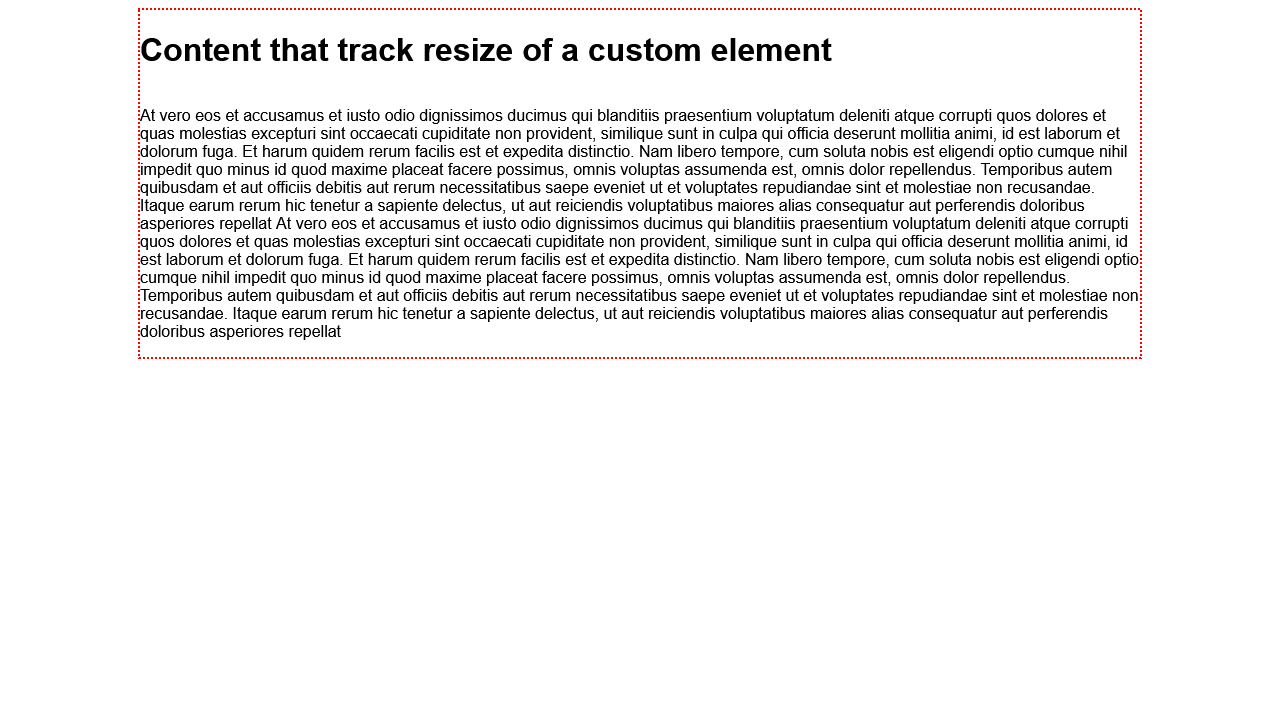 Content that track resize of a custom element
At vero eos et accusamus et iusto odio dignissimos ducimus qui blanditiis praesentium voluptatum deleniti atque corrupti quos dolores et
quas molestias excepturi sint occaecati cupiditate non provident, similique sunt in culpa qui officia deserunt mollitia animi, id est laborum et
dolorum fuga. Et harum quidem rerum facilis est et expedita distinctio. Nam libero tempore, cum soluta nobis est eligendi optio cumque nihil
impedit quo minus id quod maxime placeat facere possimus, omnis voluptas assumenda est, omnis dolor repellendus. Temporibus autem
quibusdam et aut officiis debitis aut rerum necessitatibus saepe eveniet ut et voluptates repudiandae sint et molestiae non recusandae.
Itaque earum rerum hic tenetur a sapiente delectus, ut aut reiciendis voluptatibus maiores alias consequatur aut perferendis doloribus
asperiores repellat At vero eos et accusamus et iusto odio dignissimos ducimus qui blanditiis praesentium voluptatum deleniti atque corrupti
quos dolores et quas molestias excepturi sint occaecati cupiditate non provident, similique sunt in culpa qui officia deserunt mollitia animi, id
est laborum et dolorum fuga. Et harum quidem rerum facilis est et expedita distinctio. Nam libero tempore, cum soluta nobis est eligendi optio
cumque nihil impedit quo minus id quod maxime placeat facere possimus, omnis voluptas assumenda est, omnis dolor repellendus.
Temporibus autem quibusdam et aut officiis debitis aut rerum necessitatibus saepe eveniet ut et voluptates repudiandae sint et molestiae non
recusandae. Itaque earum rerum hic tenetur a sapiente delectus, ut aut reiciendis voluptatibus maiores alias consequatur aut perferendis
doloribus asperiores repellat